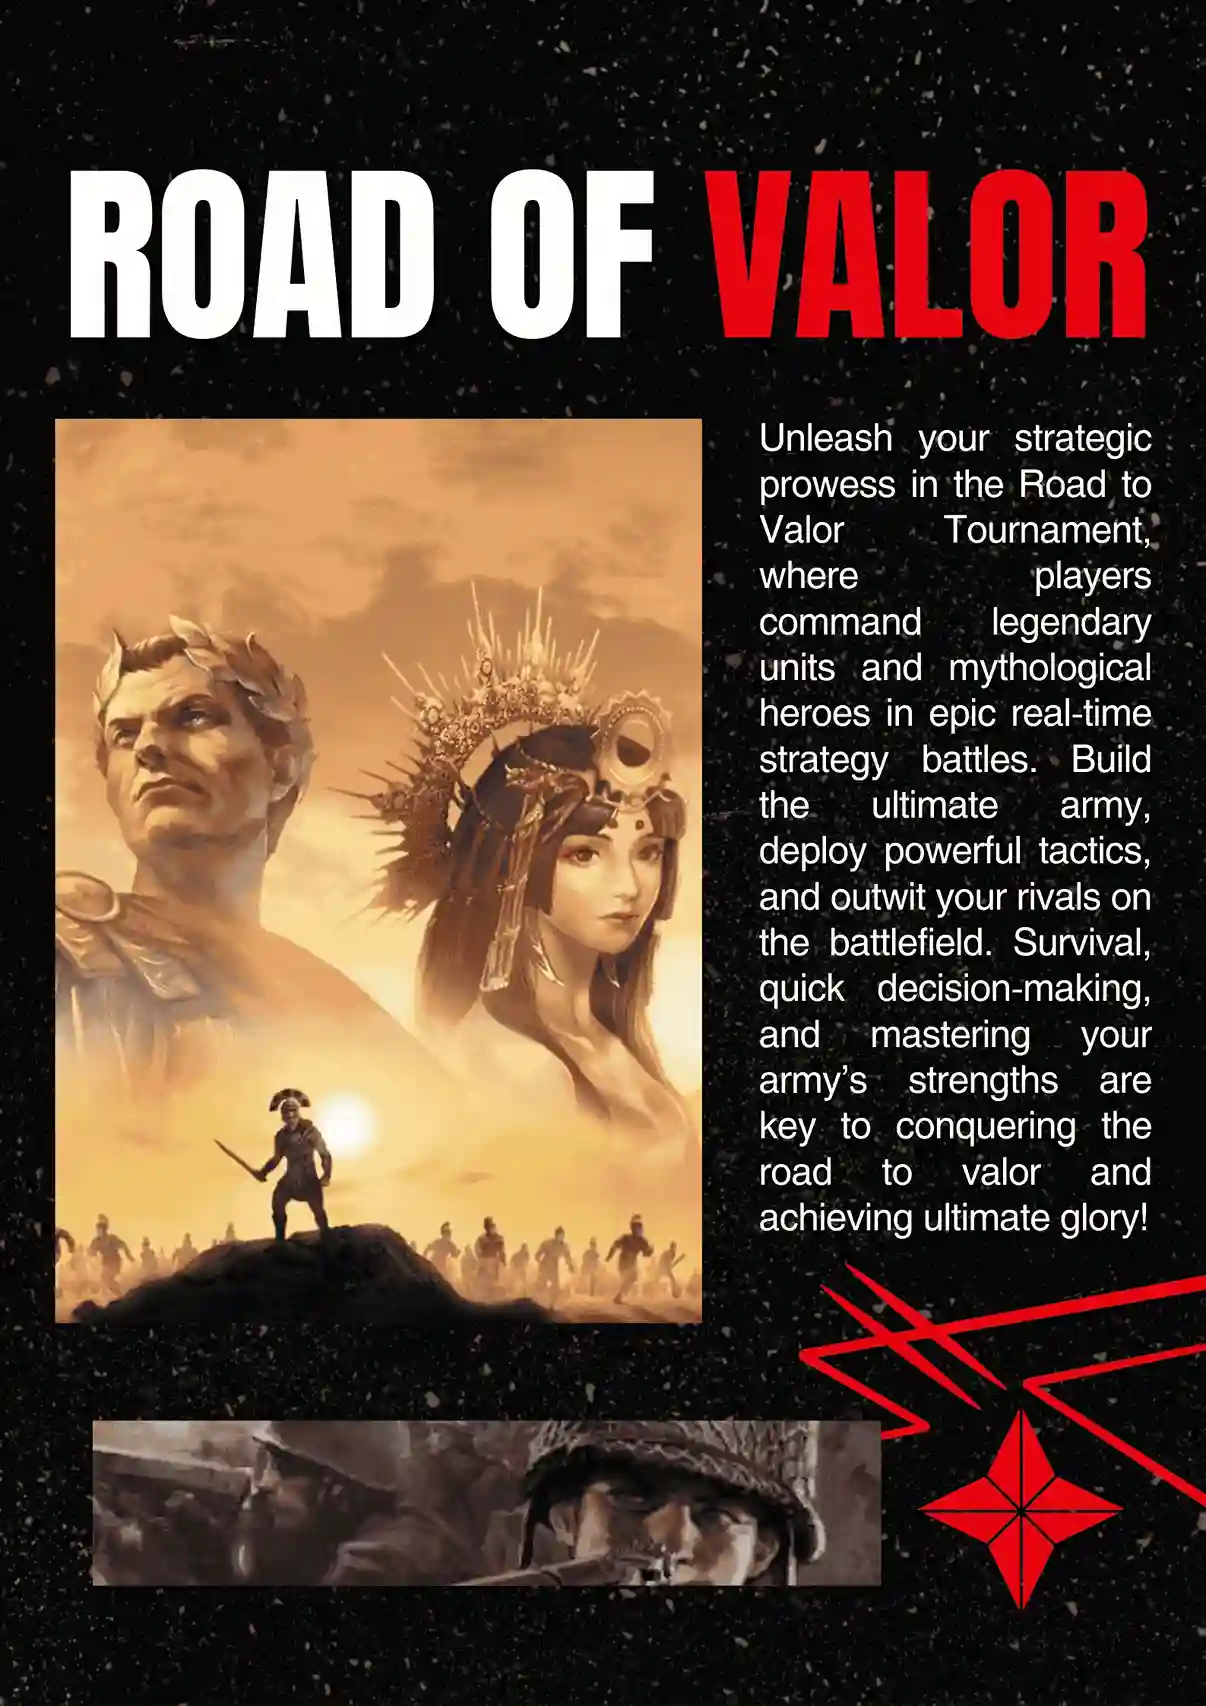 ROAD OF VALOR
Unleash your strategic
prowess in the Road to
Valor Tournament,
where players
command legendary
units and mythological
heroes in epic real-time
strategy battles. Build
the ultimate army,
deploy powerful tactics,
and outwit your rivals on
the battlefield. Survival,
quick decision-making,
and mastering your
army’s strengths are
key to conquering the
road to valor and
achieving ultimate glory!